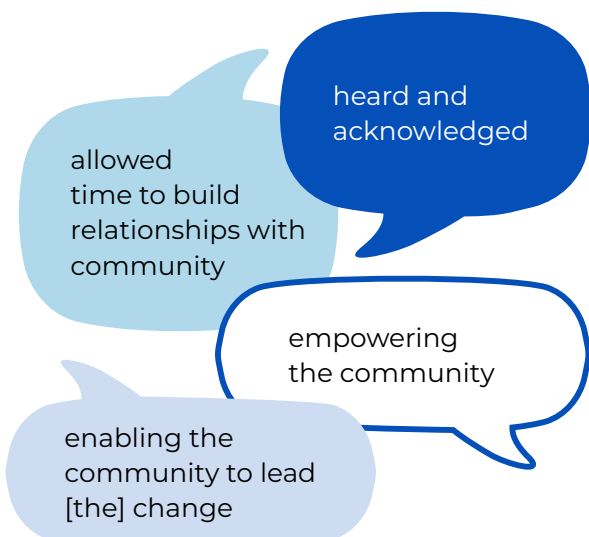 heard and
acknowledged
allowed
time to build
relationships with
community
empowering
the community
enabling the
community to lead
[the] change